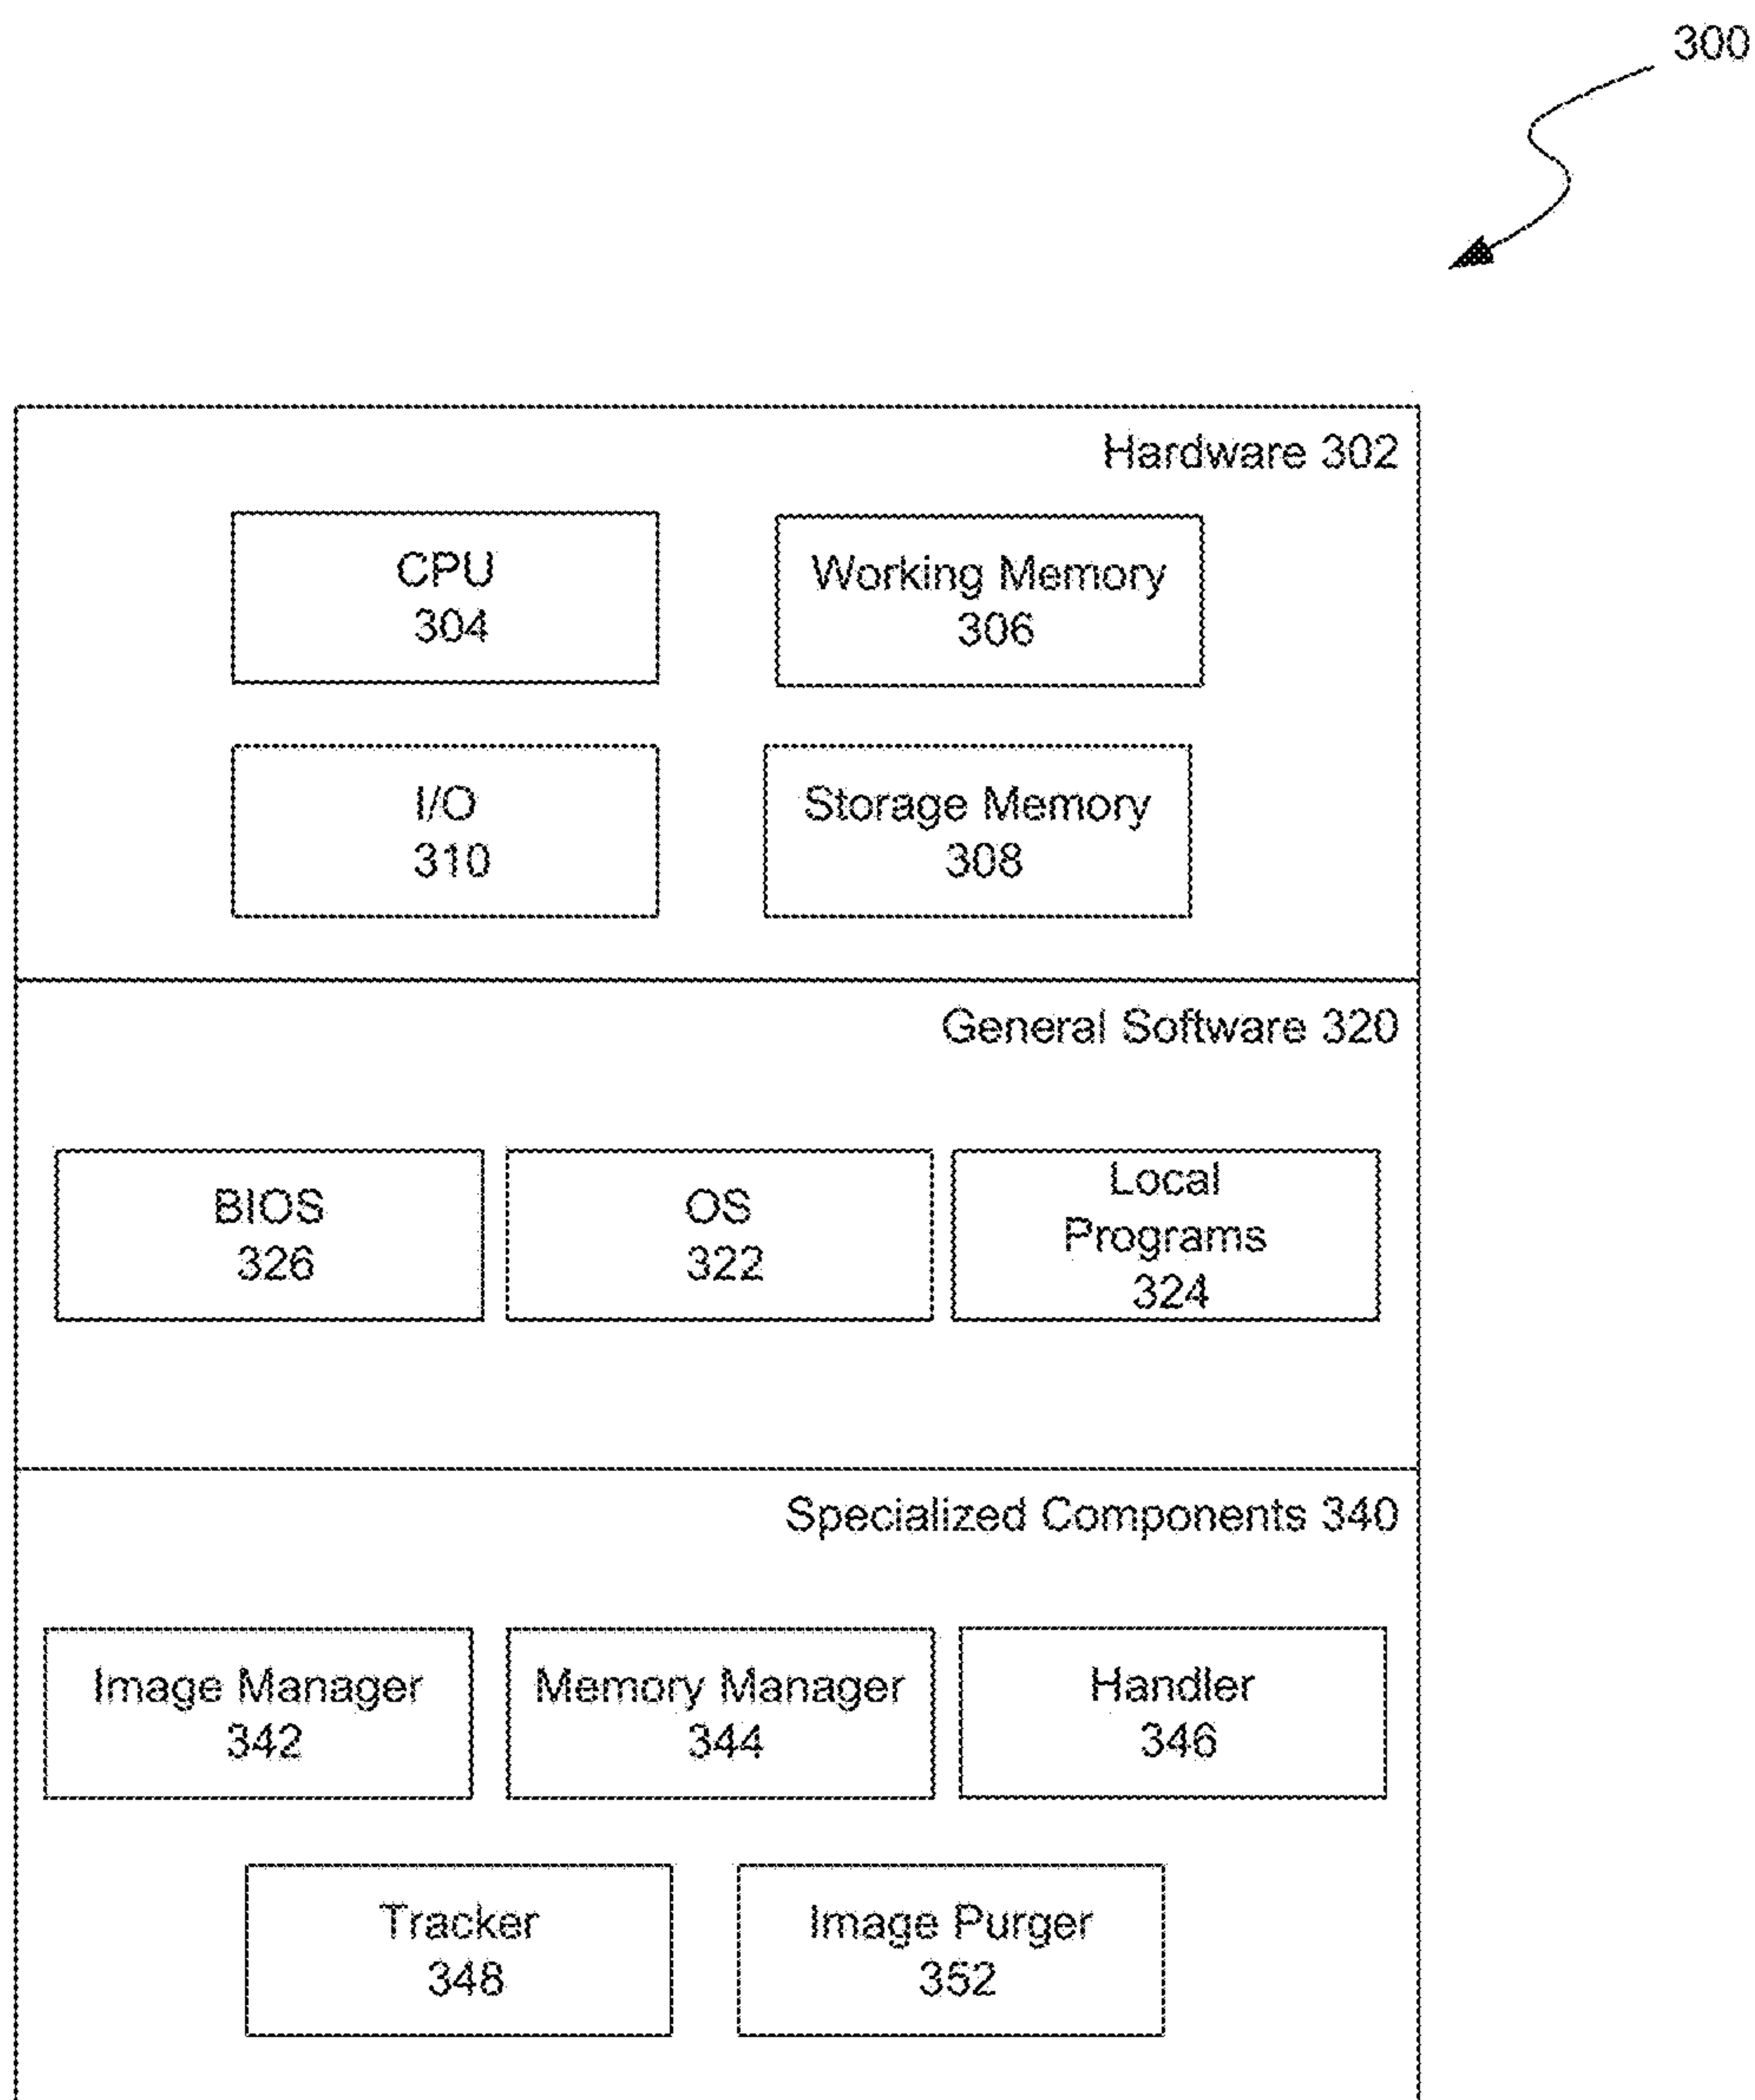 300
Hardware 302
CPU
304
Working Memory
306
I/O
310
Storage Memory
308
General Software 320
BIOS
326
OS
322
Local
Programs
324
Specialized Components 340
Image Manager
342
Memory Manager
344
Handler
346
Tracker
348
Image Purger
352